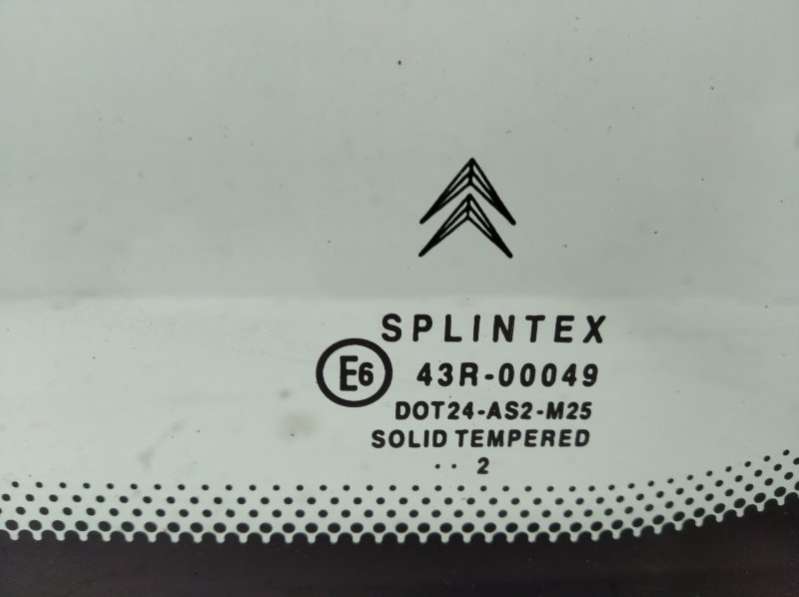 SPLINTEX
E6 43R-00049
DOT24-AS2-M25
SOLID TEMPERED
·· 2